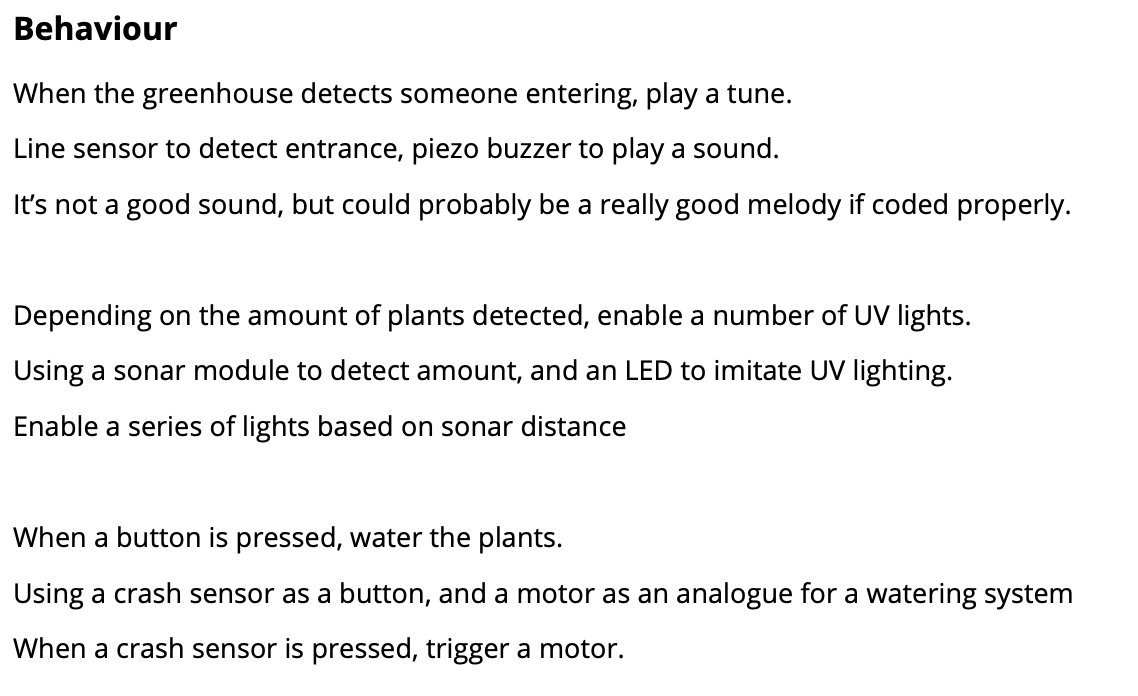 Behaviour
When the greenhouse detects someone entering, play a tune.
Line sensor to detect entrance, piezo buzzer to play a sound.
It’s not a good sound, but could probably be a really good melody if coded properly.
Depending on the amount of plants detected, enable a number of UV lights.
Using a sonar module to detect amount, and an LED to imitate UV lighting.
Enable a series of lights based on sonar distance
When a button is pressed, water the plants.
Using a crash sensor as a button, and a motor as an analogue for a watering system
When a crash sensor is pressed, trigger a motor.